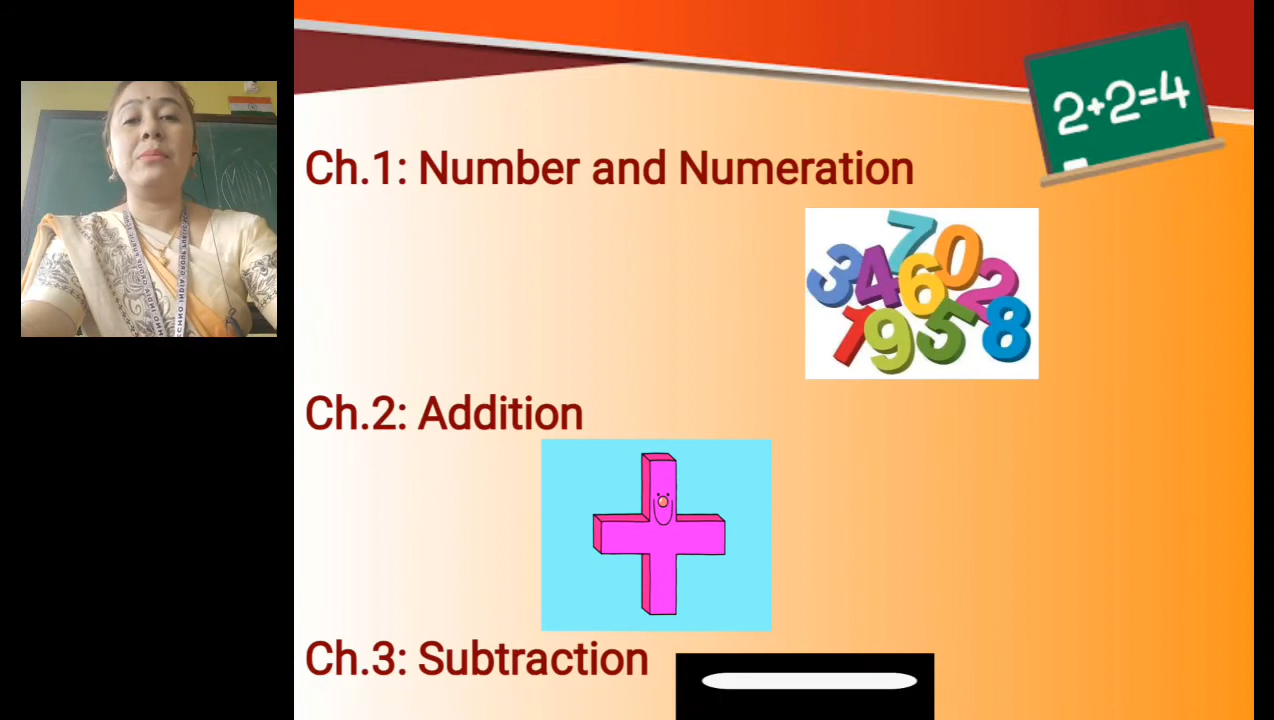 2+2=4
Ch.1: Number and Numeration
3 4 7 6 0 2 1 9 5 8
Ch.2: Addition
Ch.3: Subtraction